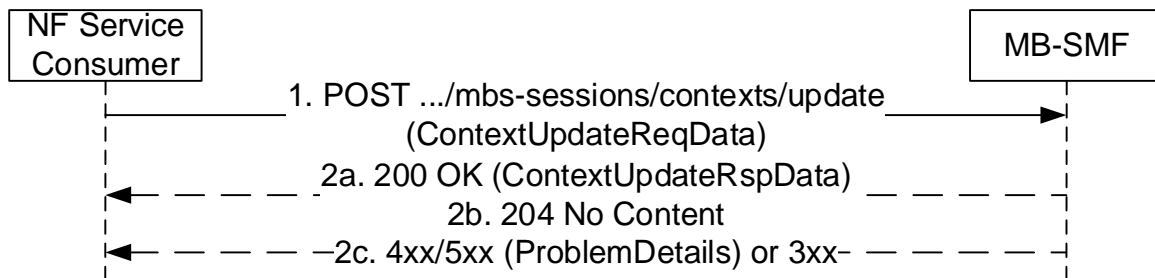 NF Service
Consumer
MB-SMF
1. POST .../mbs-sessions/contexts/update
(ContextUpdateReqData)
2a. 200 OK (ContextUpdateRspData)
2b. 204 No Content
2c. 4xx/5xx (ProblemDetails) or 3xx